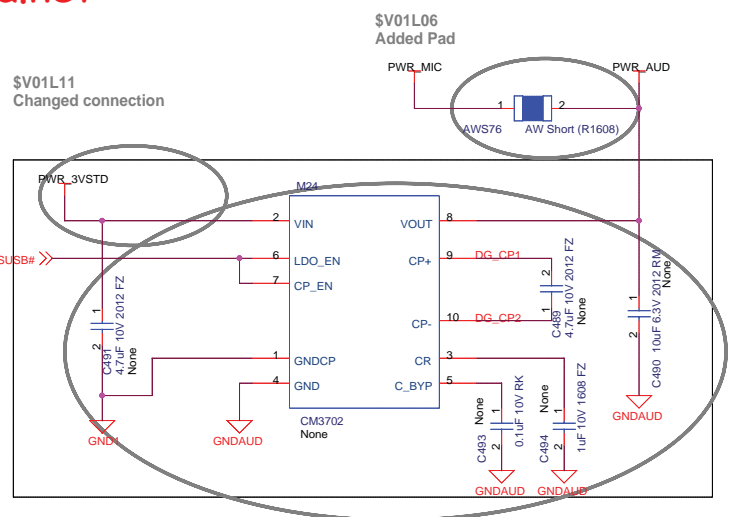 $V01L06
Added Pad
PWR_MIC
PWR_AUD
$V01L11
Changed connection
1
2
AWS76
AW Short (R1608)
PWR_3VSTD
M24
2
VIN
VOUT
8
SUSB#
6
LDO_EN
CP+
9
DG_CP1
7
CP_EN
1
2
C491
4.7uF 10V 2012 FZ
None
2
1
C489
4.7uF 10V 2012 FZ
None
1
2
C490 10uF 6.3V 2012 RM
None
CP-
10
DG_CP2
1
GNDCP
CR
3
4
GND
C_BYP
5
CM3702
None
GND1
GNDAUD
1
2
C493
None
0.1uF 10V RK
1
2
C494
None
1uF 10V 1608 FZ
GNDAUD
GNDAUD
GNDAUD